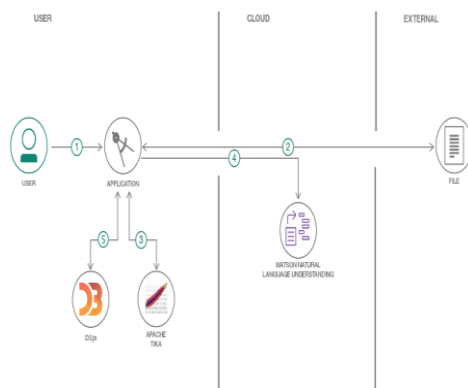 USER
CLOUD
EXTERNAL
1
2
4
USER
APPLICATION
FILE
5
3
WATSON NATURAL
LANGUAGE UNDERSTANDING
D3.js
APACHE
TIKA